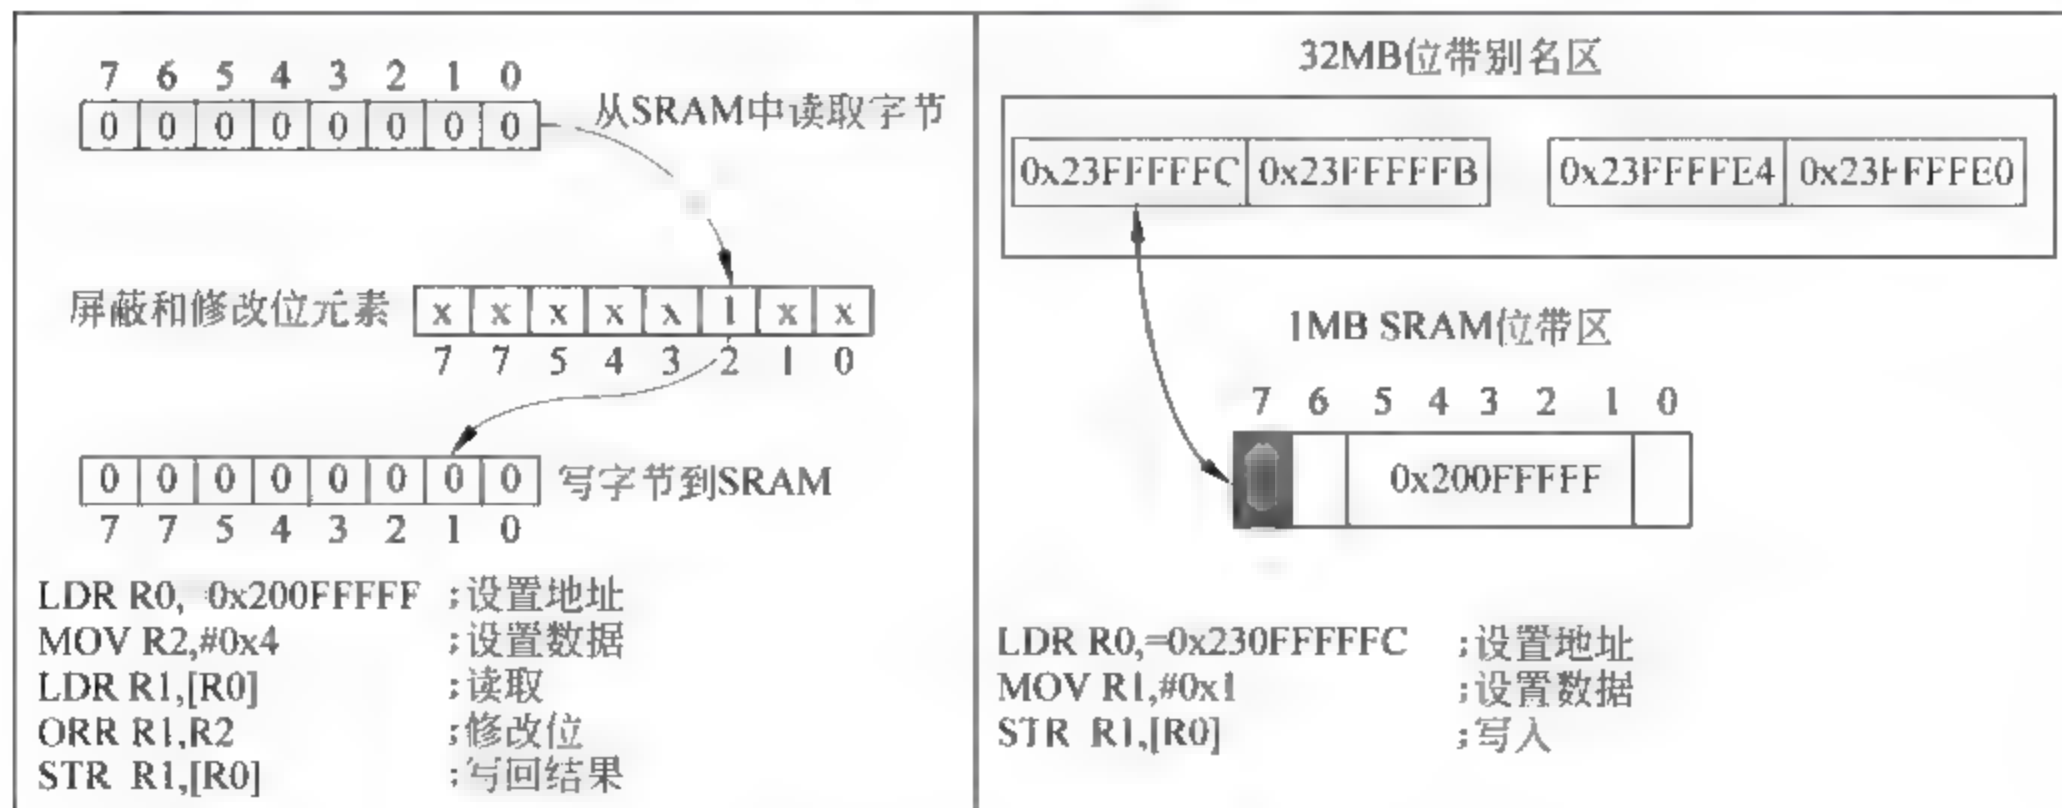 7 6 5 4 3 2 1 0
0 0 0 0 0 0 0 0
从SRAM中读取字节
屏蔽和修改位元素
x x x x x 1 x x
7 7 5 4 3 2 1 0
0 0 0 0 0 0 0 0
写字节到SRAM
7 7 5 4 3 2 1 0
LDR R0, 0x200FFFFF ;设置地址
MOV R2,#0x4 ;设置数据
LDR R1,[R0] ;读取
ORR R1,R2 ;修改位
STR R1,[R0] ;写回结果
32MB位带别名区
0x23FFFFFC 0x23FFFFFB 0x23FFFFE4 0x23FFFFE0
1MB SRAM位带区
7 6 5 4 3 2 1 0
0x200FFFFF
LDR R0,=0x230FFFFFC ;设置地址
MOV R1,#0x1 ;设置数据
STR R1,[R0] ;写入